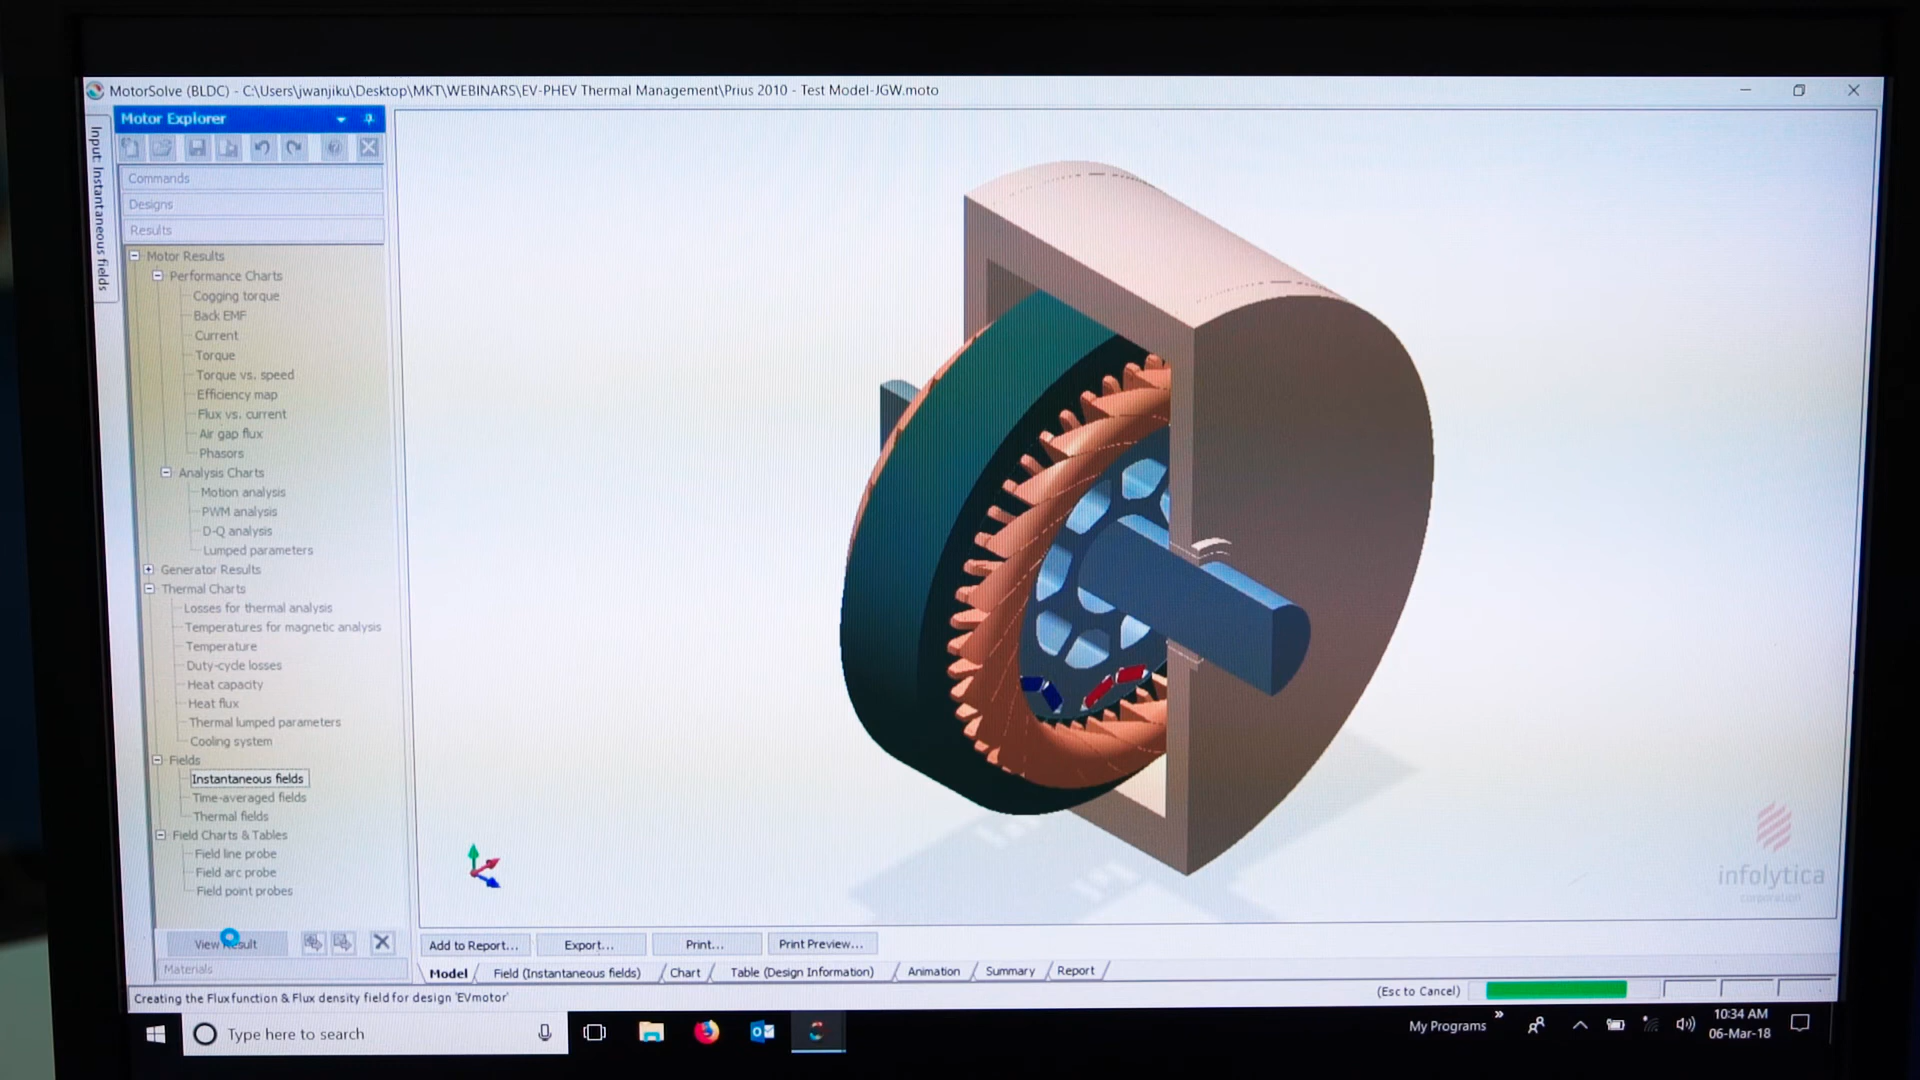 MotorSolve (BLDC) - C:\Users\jwanjiku\Desktop\MKT\WEBINARS\EV-PHEV Thermal Management\Prius 2010 - Test Model-JGW.moto
Input: Instantaneous fields
Motor Explorer
Commands
Designs
Results
Motor Results
Performance Charts
Cogging torque
Back EMF
Current
Torque
Torque vs. speed
Efficiency map
Flux vs. current
Air gap flux
Phasors
Analysis Charts
Motion analysis
PWM analysis
D-Q analysis
Lumped parameters
Generator Results
Thermal Charts
Losses for thermal analysis
Temperatures for magnetic analysis
Temperature
Duty-cycle losses
Heat capacity
Heat flux
Thermal lumped parameters
Cooling system
Fields
Instantaneous fields
Time-averaged fields
Thermal fields
Field Charts & Tables
Field line probe
Field arc probe
Field point probes
View Result
Materials
infolytica
corporation
Add to Report... Export... Print... Print Preview...
Model Field (Instantaneous fields) Chart Table (Design Information) Animation Summary Report
Creating the Flux function & Flux density field for design 'EVmotor' (Esc to Cancel)
Type here to search
My Programs
10:34 AM
06-Mar-18